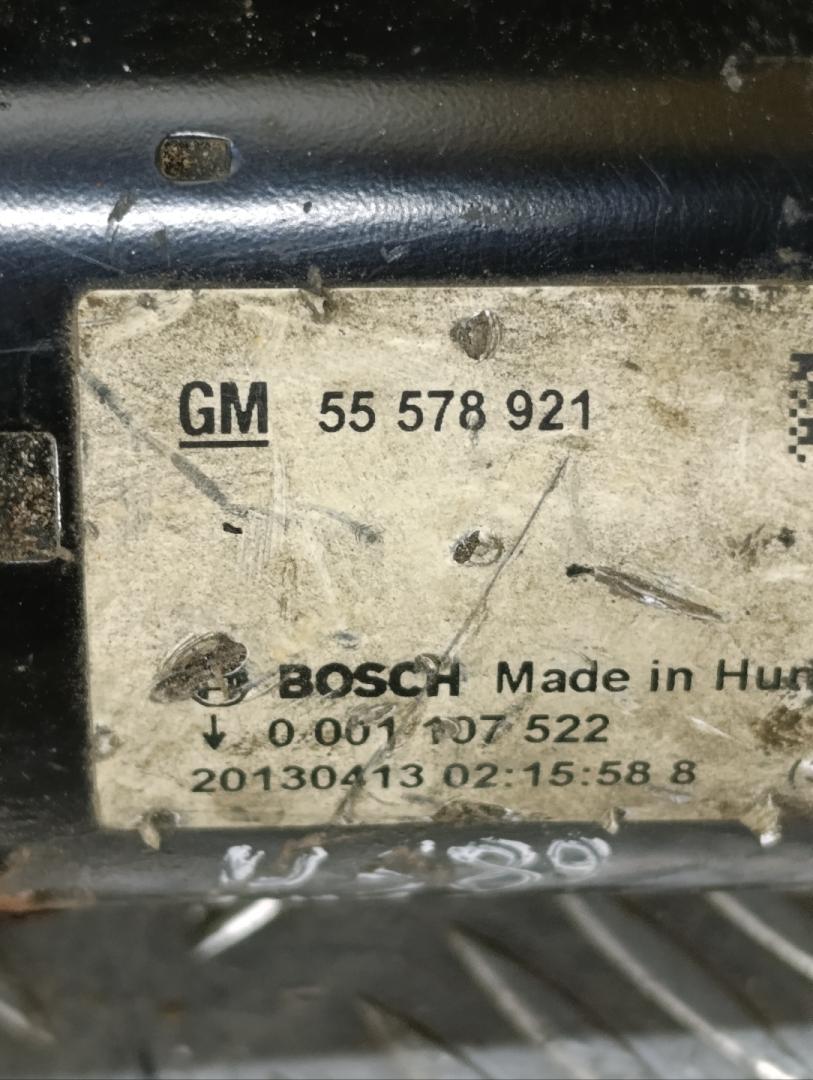 GM 55 578 921
BOSCH Made in Hun
0 001 107 522
20130413 02:15:58 8